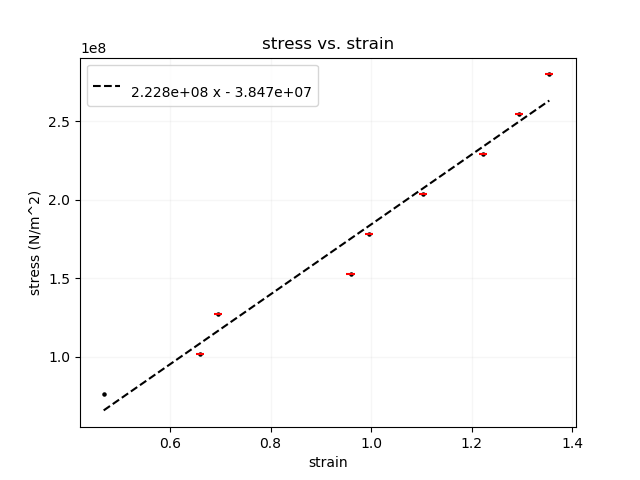 stress vs. strain
1e8
2.228e+08 x - 3.847e+07
2.5
2.0
1.5
1.0
stress (N/m^2)
0.6 0.8 1.0 1.2 1.4
strain